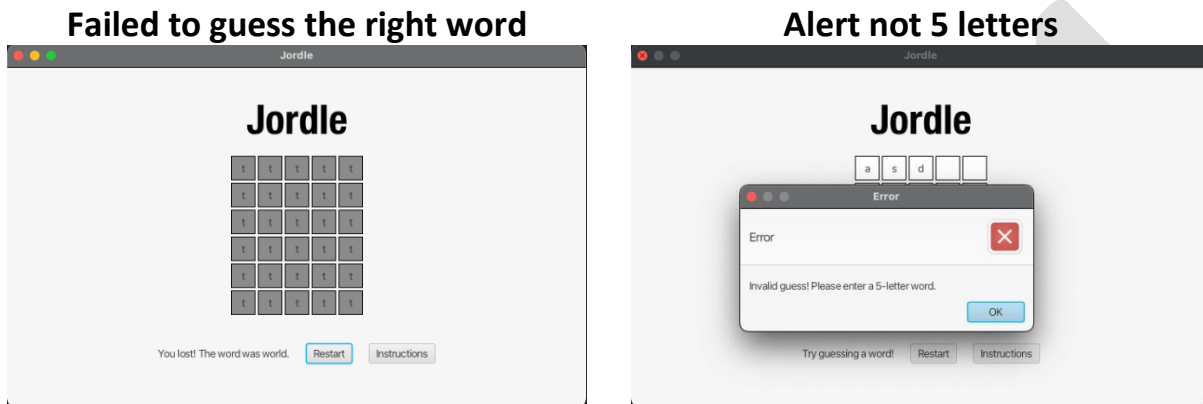 Failed to guess the right word
Jordle
Jordle
t t t t t
t t t t t
t t t t t
t t t t t
t t t t t
t t t t t
You lost! The word was world. Restart Instructions
Alert not 5 letters
Jordle
Jordle
a s d
Error
Error
Invalid guess! Please enter a 5-letter word.
OK
Try guessing a word! Restart Instructions